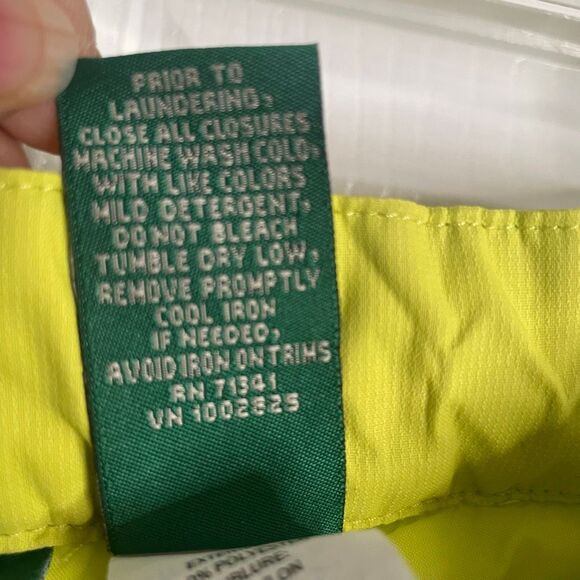 PRIOR TO
LAUNDERING,
CLOSE ALL CLOSURES
MACHINE WASH COLD,
WITH LIKE COLORS
MILD DETERGENT,
DO NOT BLEACH
TUMBLE DRY LOW,
REMOVE PROMPTLY
COOL IRON
IF NEEDED,
AVOID IRON ON TRIMS
RN 71341
VN 1002825